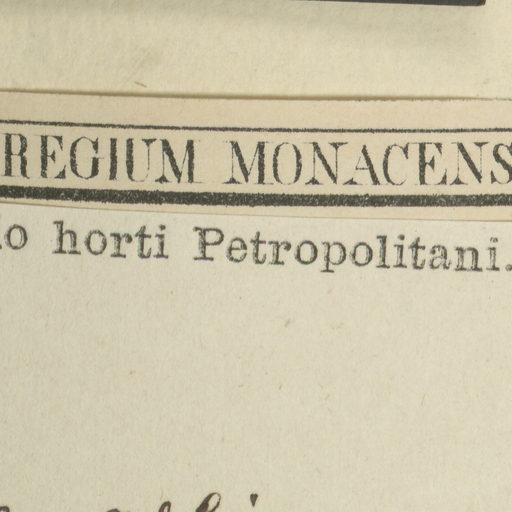 REGIUM MONACENS
horti Petropolitani.